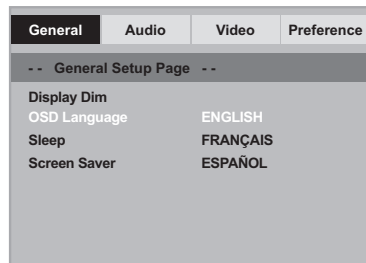 General Audio Video Preference
- - General Setup Page - -
Display Dim
OSD Language ENGLISH
Sleep FRANÇAIS
Screen Saver ESPAÑOL